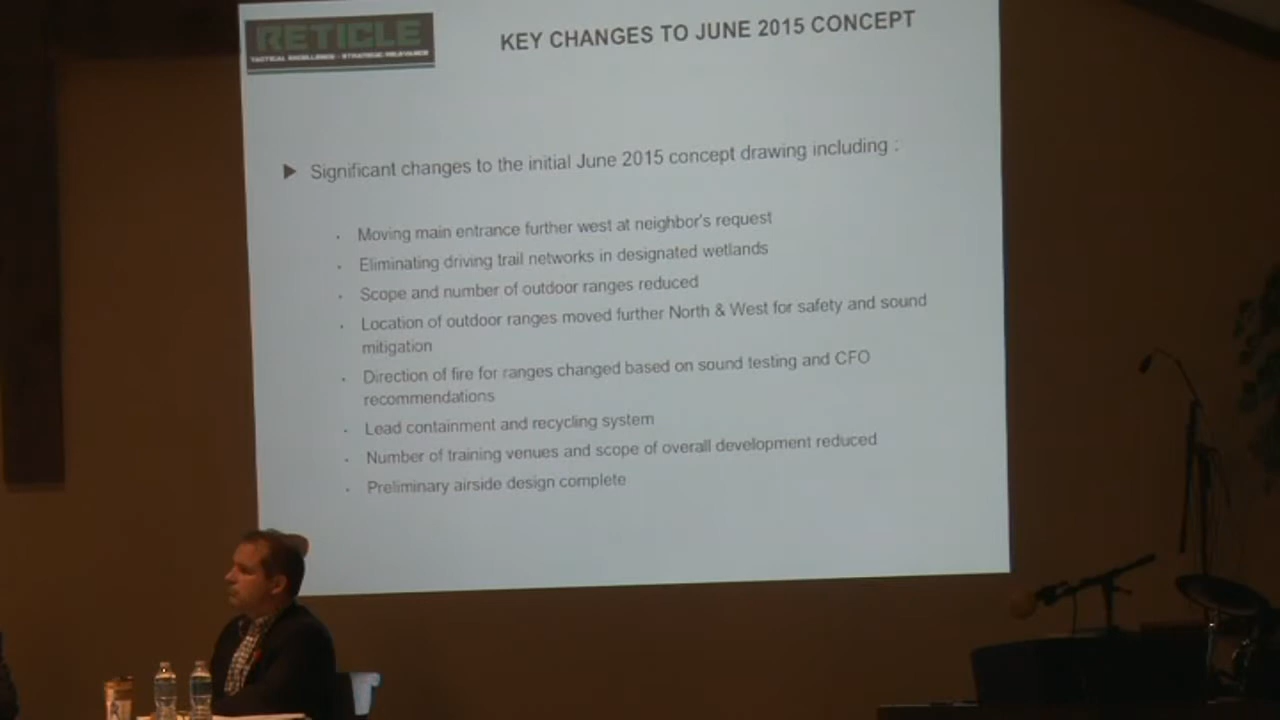 RETICLE
TACTICAL EXCELLENCE - STRATEGIC RELEVANCE
KEY CHANGES TO JUNE 2015 CONCEPT
Significant changes to the initial June 2015 concept drawing including :
Moving main entrance further west at neighbor's request
Eliminating driving trail networks in designated wetlands
Scope and number of outdoor ranges reduced
Location of outdoor ranges moved further North & West for safety and sound
mitigation
Direction of fire for ranges changed based on sound testing and CFO
recommendations
Lead containment and recycling system
Number of training venues and scope of overall development reduced
Preliminary airside design complete